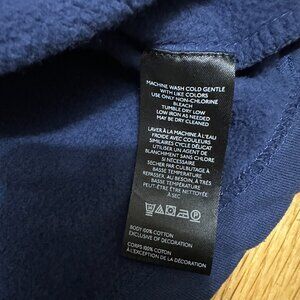 MACHINE WASH COLD GENTLE
WITH LIKE COLORS
USE ONLY NON-CHLORINE
BLEACH
TUMBLE DRY LOW
LOW IRON AS NEEDED
MAY BE DRY CLEANED
LAVER À LA MACHINE À L'EAU
FROIDE AVEC COULEURS
SIMILAIRES CYCLE DÉLICAT
UTILISER UN AGENT DE
BLANCHIMENT SANS CHLORE
SI NÉCESSAIRE
SÉCHER PAR CULBUTAGE À
BASSE TEMPÉRATURE
REPASSER, AU BESOIN, À
BASSE TEMPÉRATURE
PEUT-ÊTRE ÊTRE NETTOYÉE
À SEC
BODY:100% COTTON
EXCLUSIVE OF DECORATION
CORPS:100% COTON
À L'EXCEPTION DE LA DÉCORATION